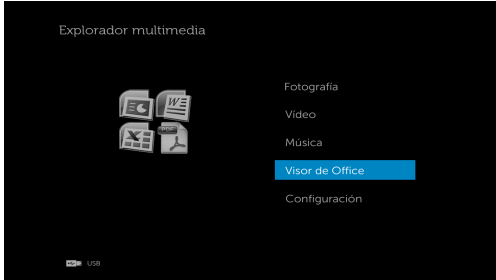 Explorador multimedia
Fotografía
Vídeo
Música
Visor de Office
Configuración
USB